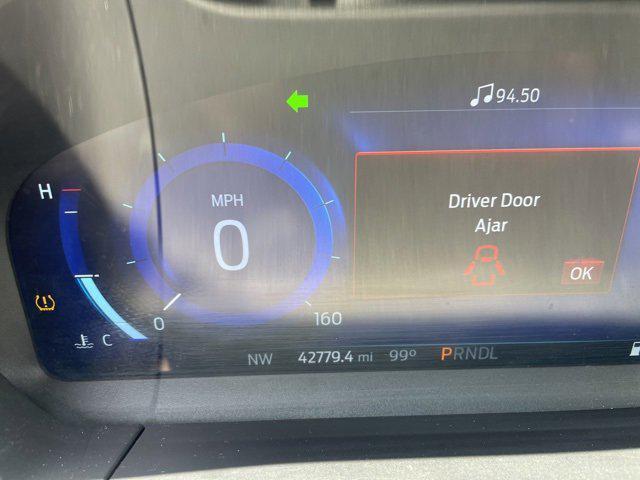 94.50
H
MPH
0
Driver Door
Ajar
OK
0
160
C
NW 42779.4 mi 99° PRNDL